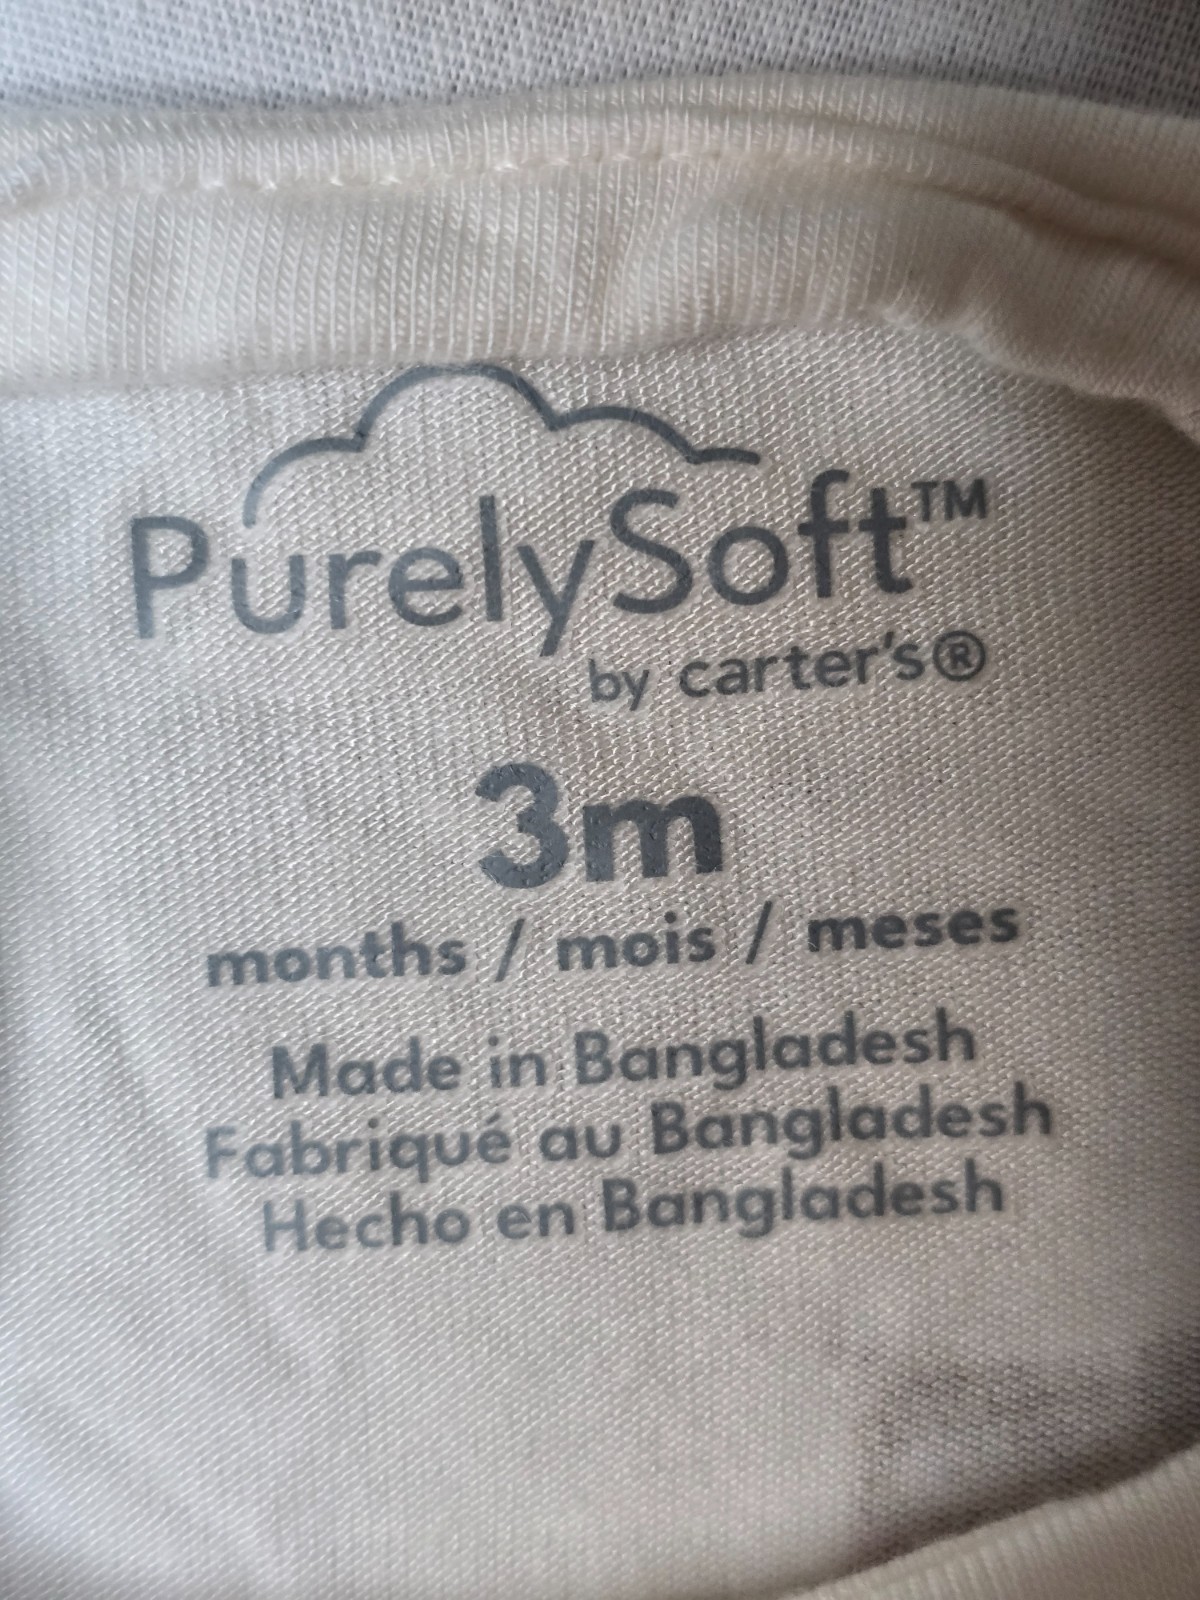 PurelySoft™
by carter's®
3m
months / mois / meses
Made in Bangladesh
Fabriqué au Bangladesh
Hecho en Bangladesh